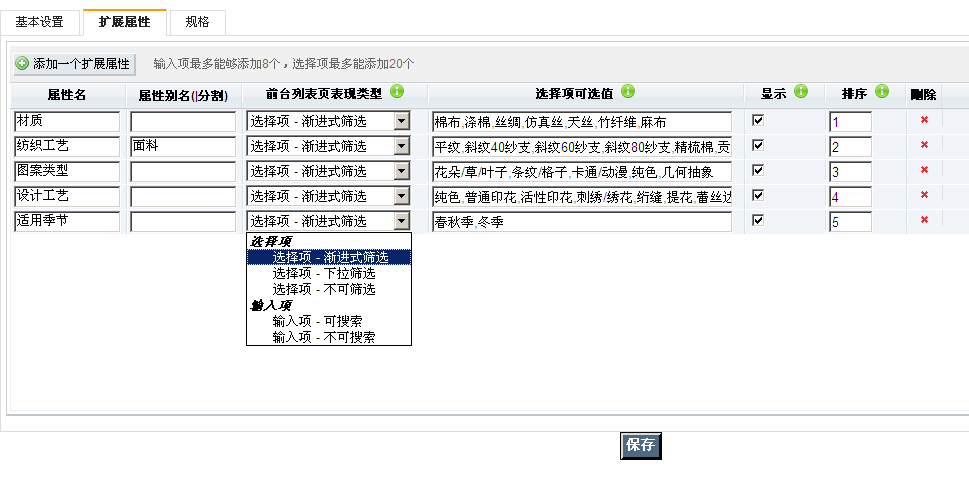 基本设置 扩展属性 规格
添加一个扩展属性 输入项最多能够添加8个，选择项最多能添加20个
属性名 属性别名(|分割) 前台列表页表现类型 选择项可选值 显示 排序 删除
材质 选择项 - 渐进式筛选 棉布,涤棉,丝绸,仿真丝,天丝,竹纤维,麻布 1
纺织工艺 面料 选择项 - 渐进式筛选 平纹,斜纹40纱支,斜纹60纱支,斜纹80纱支,精梳棉,贡 2
图案类型 选择项 - 渐进式筛选 花朵/草/叶子,条纹/格子,卡通/动漫,纯色,几何抽象 3
设计工艺 选择项 - 渐进式筛选 纯色,普通印花,活性印花,刺绣/绣花,绗缝,提花,蕾丝边 4
适用季节 选择项 - 渐进式筛选 春秋季,冬季 5
选择项
选择项 - 渐进式筛选
选择项 - 下拉筛选
选择项 - 不可筛选
输入项
输入项 - 可搜索
输入项 - 不可搜索
保存